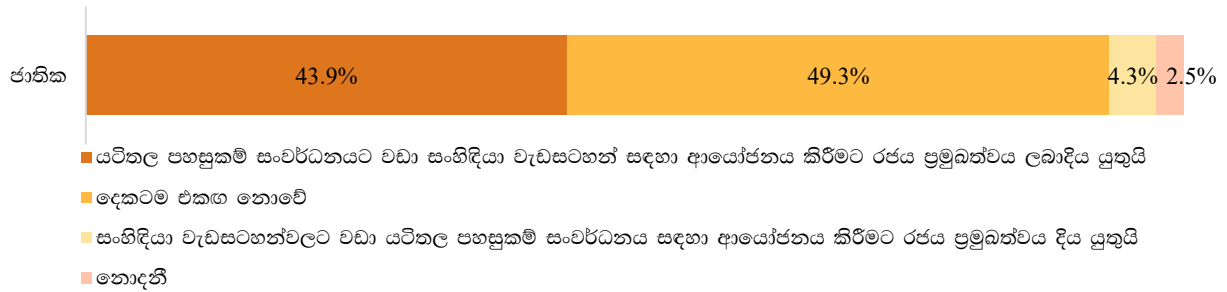 ජාතික 43.9% 49.3% 4.3% 2.5%
යටිතල පහසුකම් සංවර්ධනයට වඩා සංහිඳියා වැඩසටහන් සඳහා ආයෝජනය කිරීමට රජය ප්‍රමුඛත්වය ලබාදිය යුතුයි
දෙකටම එකඟ නොවේ
සංහිඳියා වැඩසටහන්වලට වඩා යටිතල පහසුකම් සංවර්ධනය සඳහා ආයෝජනය කිරීමට රජය ප්‍රමුඛත්වය දිය යුතුයි
නොදනී